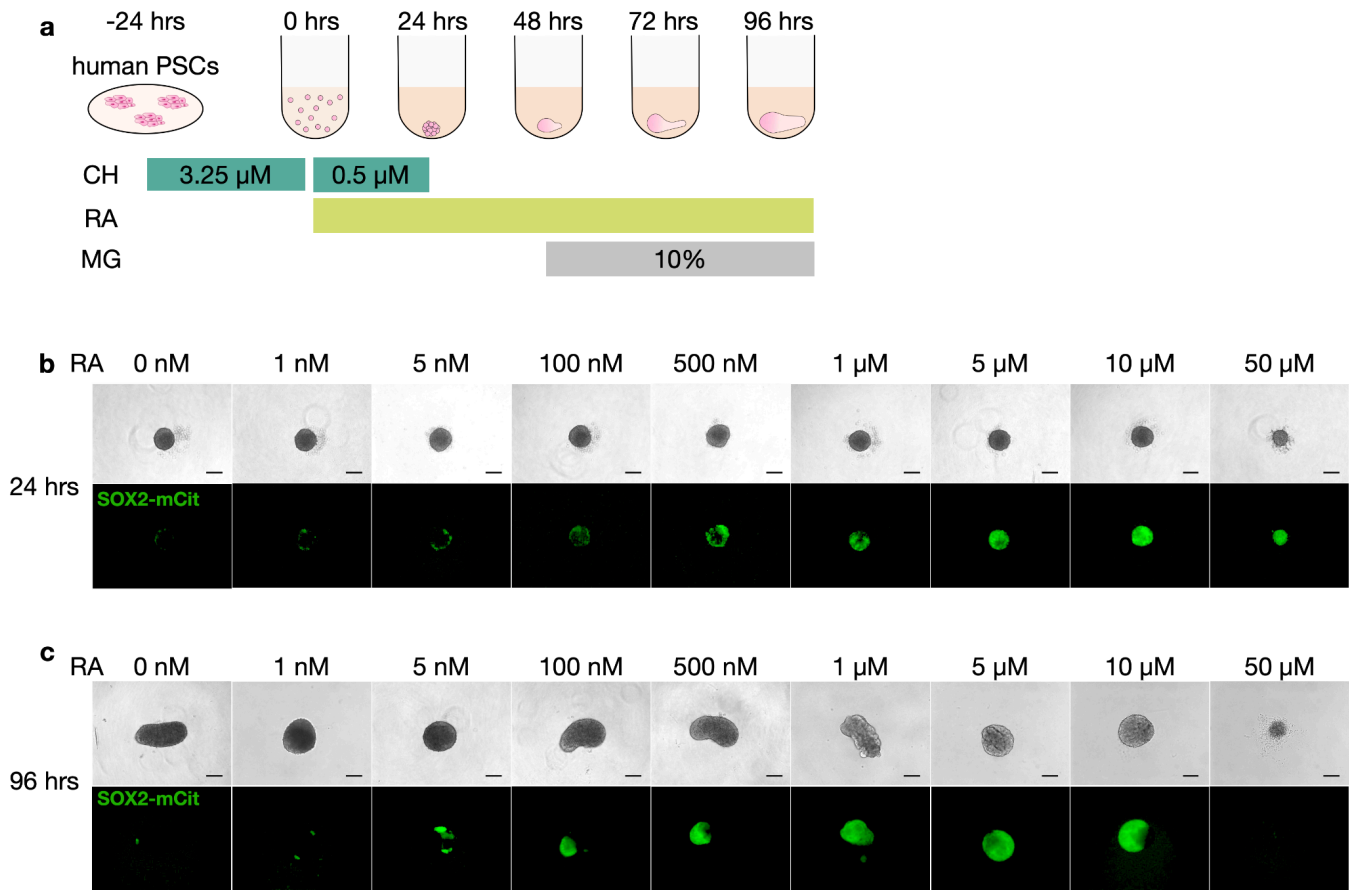 a -24 hrs 0 hrs 24 hrs 48 hrs 72 hrs 96 hrs
human PSCs
CH 3.25 µM 0.5 µM
RA
MG 10%
b RA 0 nM 1 nM 5 nM 100 nM 500 nM 1 µM 5 µM 10 µM 50 µM
24 hrs
SOX2-mCit
c RA 0 nM 1 nM 5 nM 100 nM 500 nM 1 µM 5 µM 10 µM 50 µM
96 hrs
SOX2-mCit